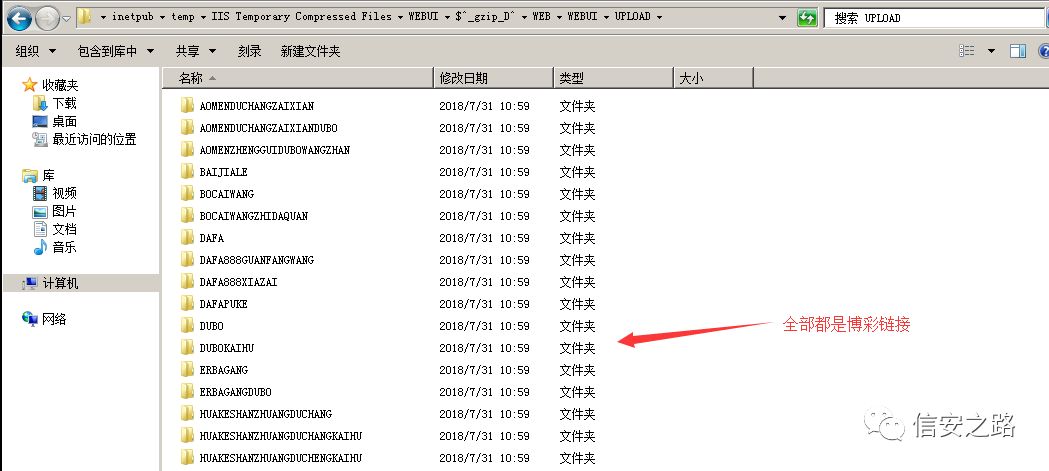 inetpub ▸ temp ▸ IIS Temporary Compressed Files ▸ WEBUI ▸ $^_gzip_D^ ▸ WEB ▸ WEBUI ▸ UPLOAD ▸ 搜索 UPLOAD
组织 包含到库中 共享 刻录 新建文件夹
收藏夹
下载
桌面
最近访问的位置
库
视频
图片
文档
音乐
计算机
网络
名称 修改日期 类型 大小
AOMENDUCHANGZAIXIAN 2018/7/31 10:59 文件夹
AOMENDUCHANGZAIXIANDUBO 2018/7/31 10:59 文件夹
AOMENZHENGGUIDUBOWANGZHAN 2018/7/31 10:59 文件夹
BAIJIALE 2018/7/31 10:59 文件夹
BOCAIWANG 2018/7/31 10:59 文件夹
BOCAIWANGZHIDAQUAN 2018/7/31 10:59 文件夹
DAFA 2018/7/31 10:59 文件夹
DAFA888GUANFANGWANG 2018/7/31 10:59 文件夹
DAFA888XIAZAI 2018/7/31 10:59 文件夹
DAFAPUKE 2018/7/31 10:59 文件夹
DUBO 2018/7/31 10:59 文件夹
DUBOKAIHU 2018/7/31 10:59 文件夹
ERBAGANG 2018/7/31 10:59 文件夹
ERBAGANGDUBO 2018/7/31 10:59 文件夹
HUAKESHANZHUANGDUCHANG 2018/7/31 10:59 文件夹
HUAKESHANZHUANGDUCHANGKAIHU 2018/7/31 10:59 文件夹
HUAKESHANZHUANGDUCHENGKAIHU 2018/7/31 10:59 文件夹
全部都是博彩链接
信安之路